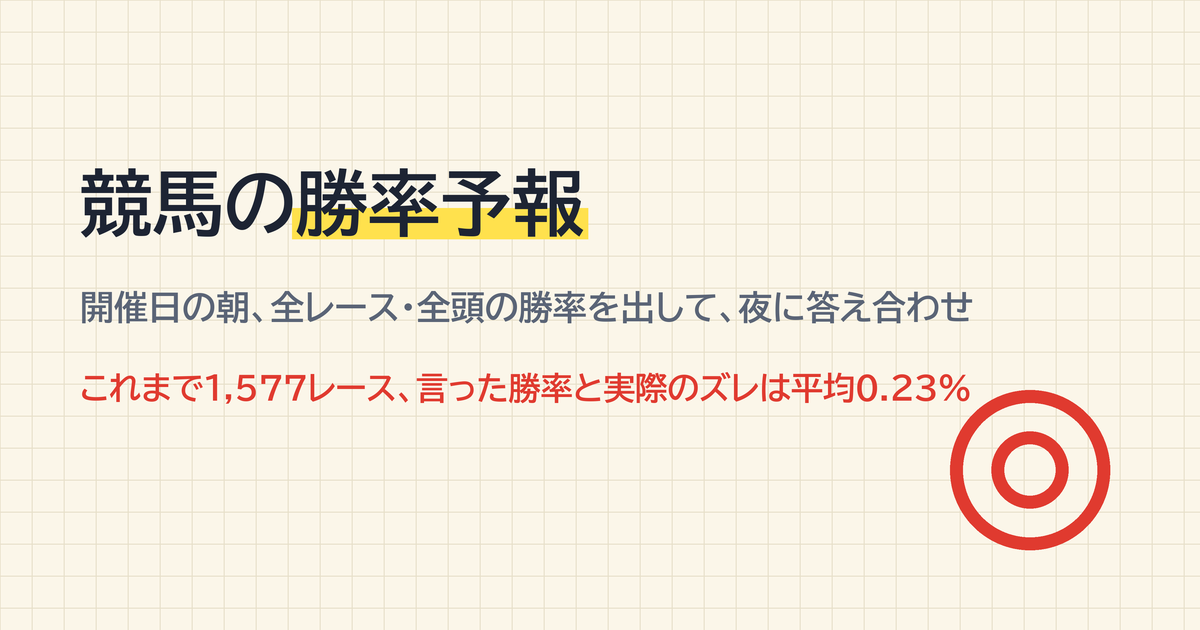 競馬の勝率予報
開催日の朝、全レース・全頭の勝率を出して、夜に答え合わせ
これまで1,577レース、言った勝率と実際のズレは平均0.23%